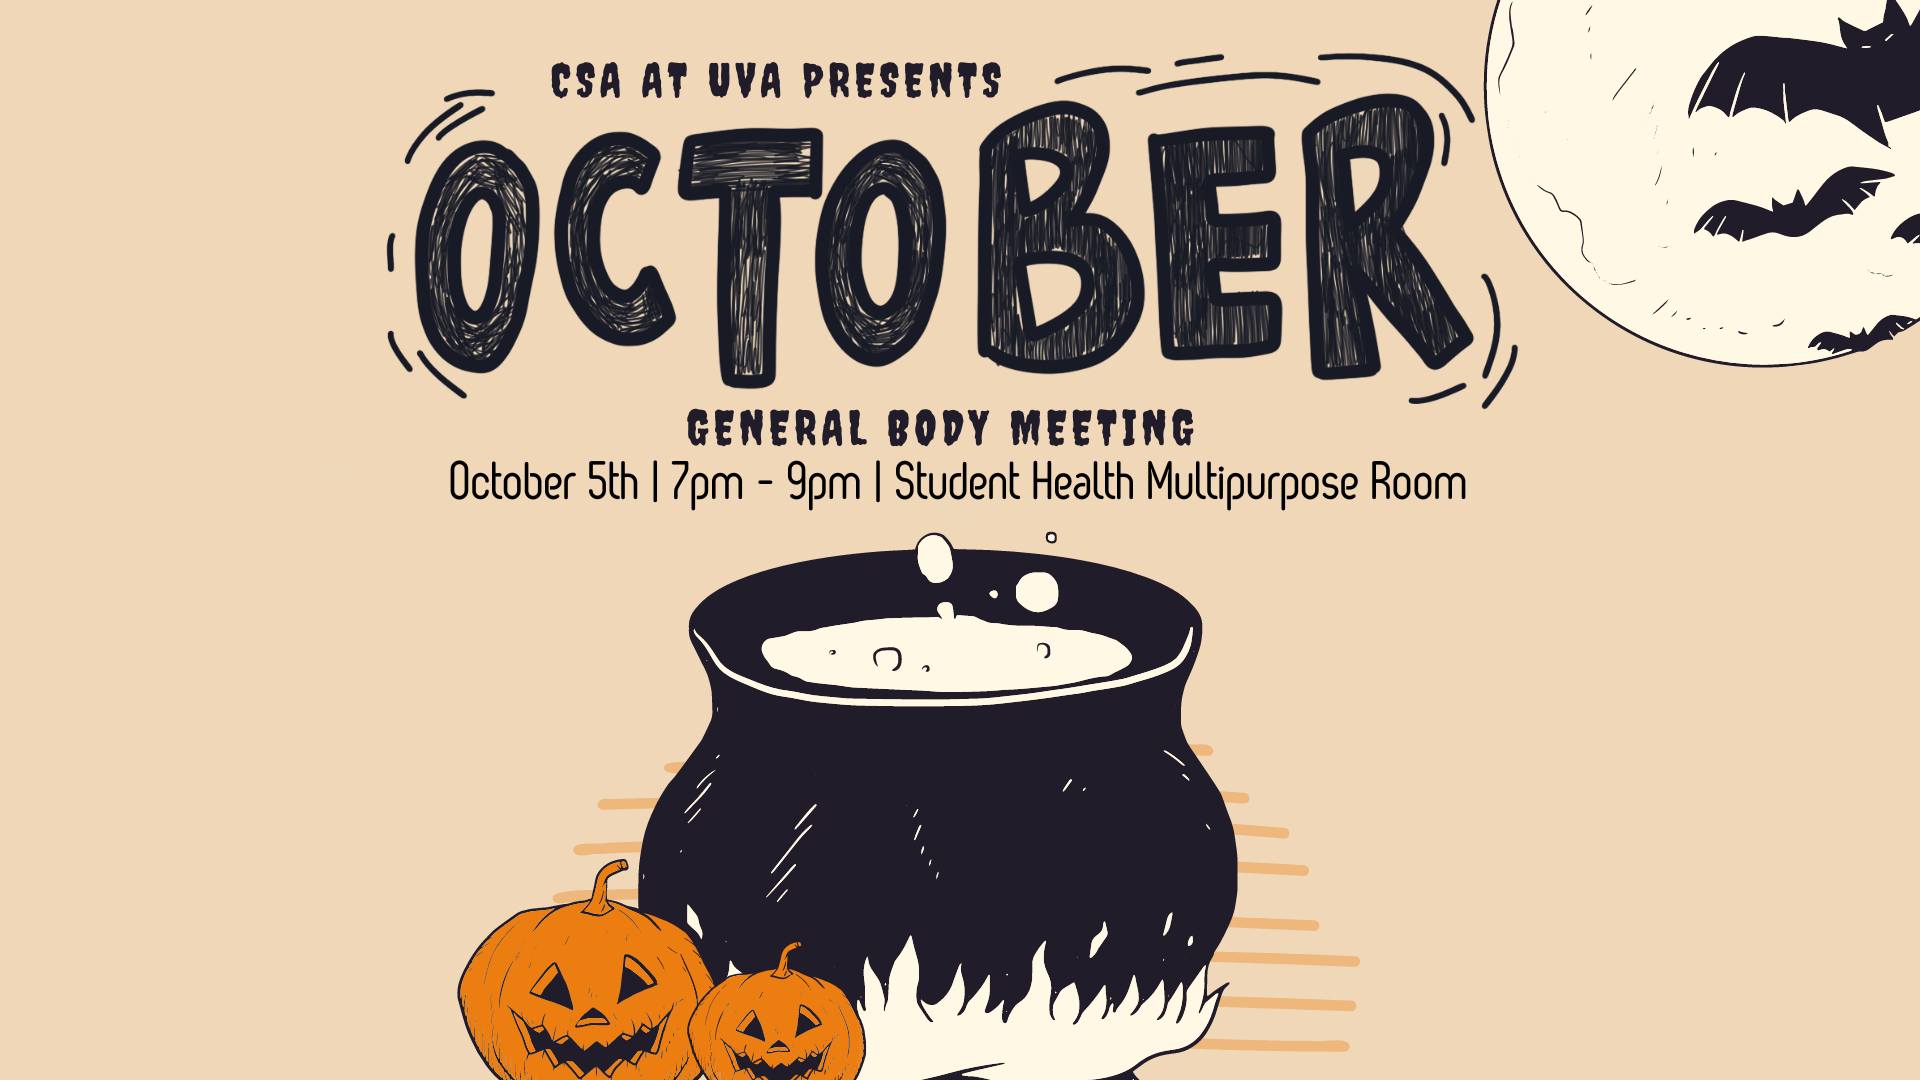 CSA AT UVA PRESENTS
OCTOBER
GENERAL BODY MEETING
October 5th | 7pm - 9pm | Student Health Multipurpose Room